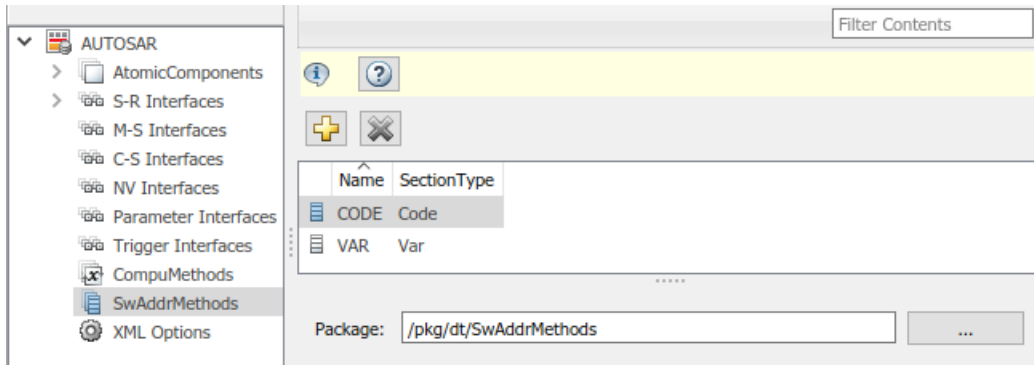 Filter Contents
AUTOSAR
AtomicComponents
S-R Interfaces
M-S Interfaces
C-S Interfaces
NV Interfaces
Parameter Interfaces
Trigger Interfaces
CompuMethods
SwAddrMethods
XML Options
Name SectionType
CODE Code
VAR Var
Package: /pkg/dt/SwAddrMethods ...